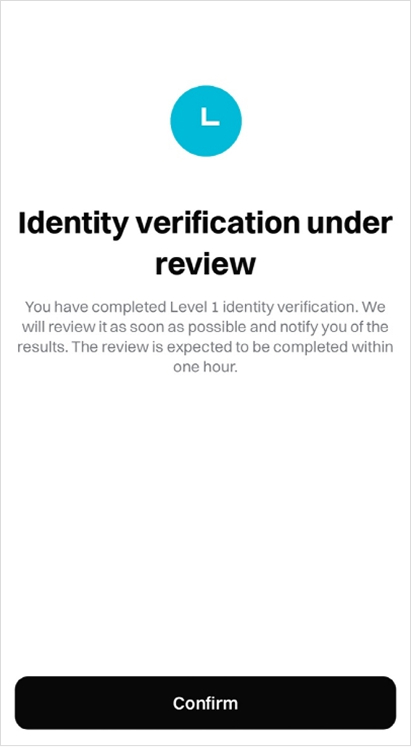 Identity verification under
review
You have completed Level 1 identity verification. We
will review it as soon as possible and notify you of the
results. The review is expected to be completed within
one hour.
Confirm